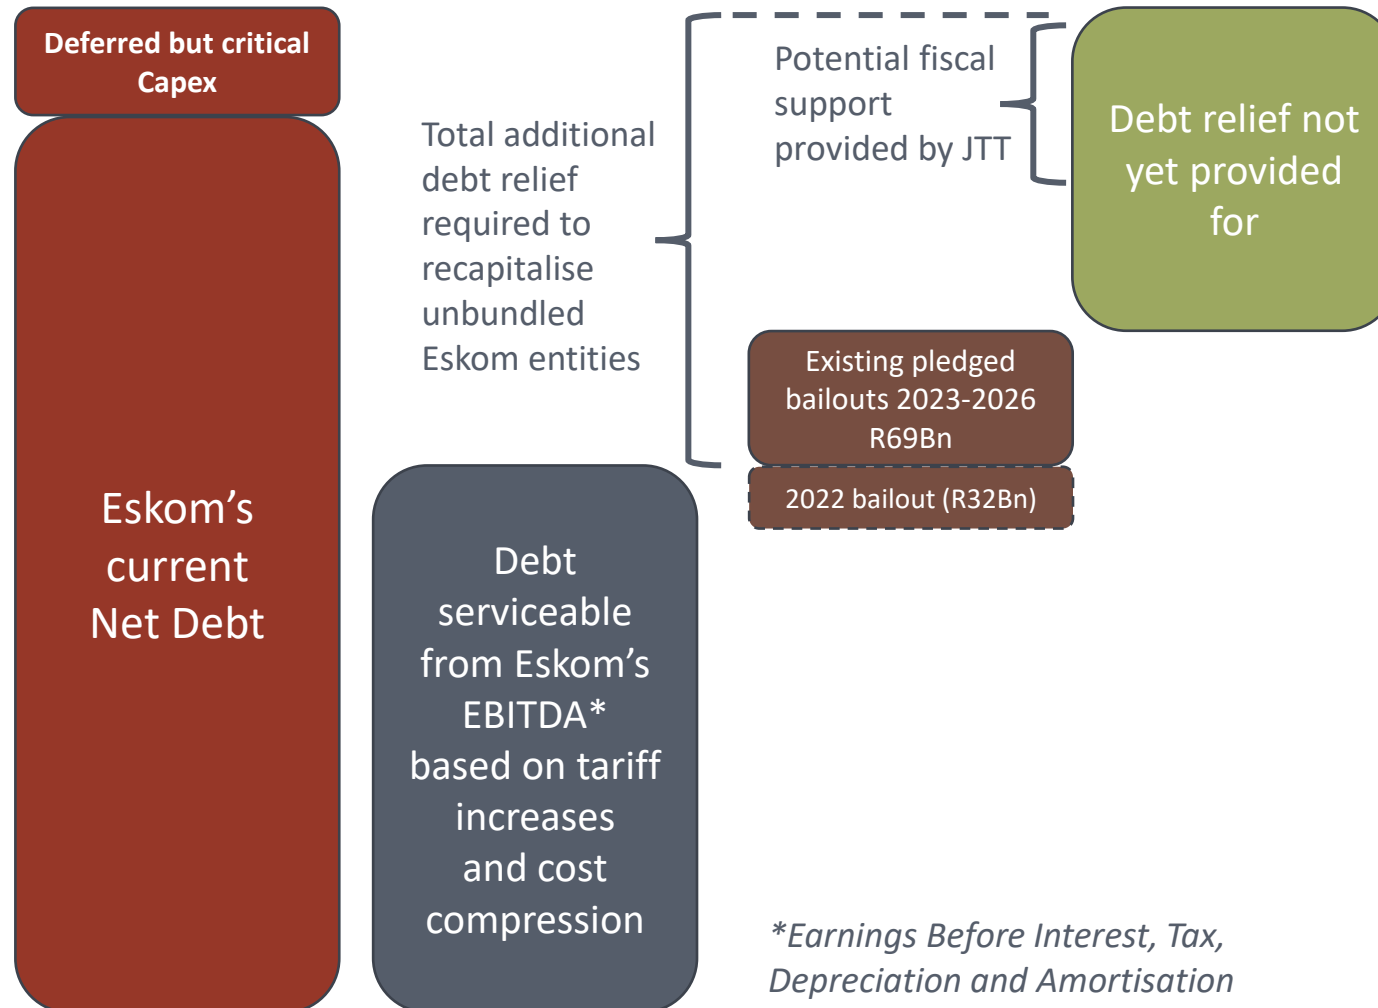 Deferred but critical
Capex
Eskom’s
current
Net Debt
Total additional
debt relief
required to
recapitalise
unbundled
Eskom entities
Debt
serviceable
from Eskom’s
EBITDA*
based on tariff
increases
and cost
compression
Potential fiscal
support
provided by JTT
Existing pledged
bailouts 2023-2026
R69Bn
2022 bailout (R32Bn)
Debt relief not
yet provided
for
*Earnings Before Interest, Tax,
Depreciation and Amortisation